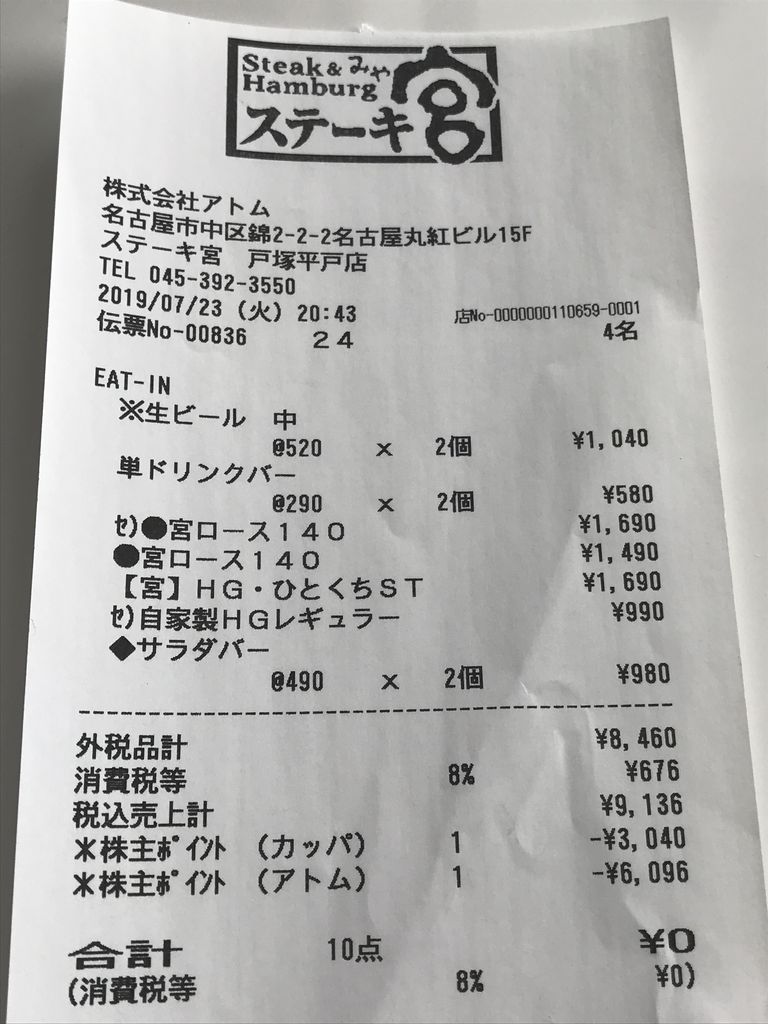 Steak & みや
Hamburg
ステーキ宮
株式会社アトム
名古屋市中区錦2-2-2名古屋丸紅ビル15F
ステーキ宮　戸塚平戸店
TEL 045-392-3550
2019/07/23 (火) 20:43 店No-0000000110659-0001
伝票No-00836 24 4名
EAT-IN
※生ビール　中
@520 x 2個 ¥1,040
単ドリンクバー
@290 x 2個 ¥580
ｾ)●宮ロース140 ¥1,690
●宮ロース140 ¥1,490
【宮】HG・ひとくちST ¥1,690
ｾ)自家製HGレギュラー ¥990
◆サラダバー
@490 x 2個 ¥980
外税品計 ¥8,460
消費税等 8% ¥676
税込売上計 ¥9,136
*株主ﾎﾟｲﾝﾄ (カッパ) 1 -¥3,040
*株主ﾎﾟｲﾝﾄ (アトム) 1 -¥6,096
合計 10点 ¥0
(消費税等 8% ¥0)